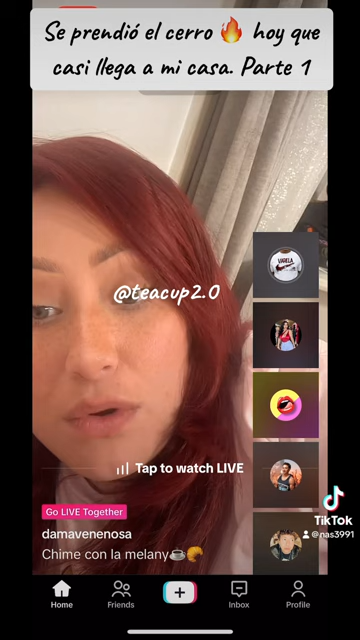 Se prendió el cerro 🔥 hoy que
casi llega a mi casa. Parte 1
@teacup2.0
Tap to watch LIVE
Go LIVE Together
damavenenosa
Chime con la melany☕🥐
TikTok
@nas3991
Home
Friends
Inbox
Profile